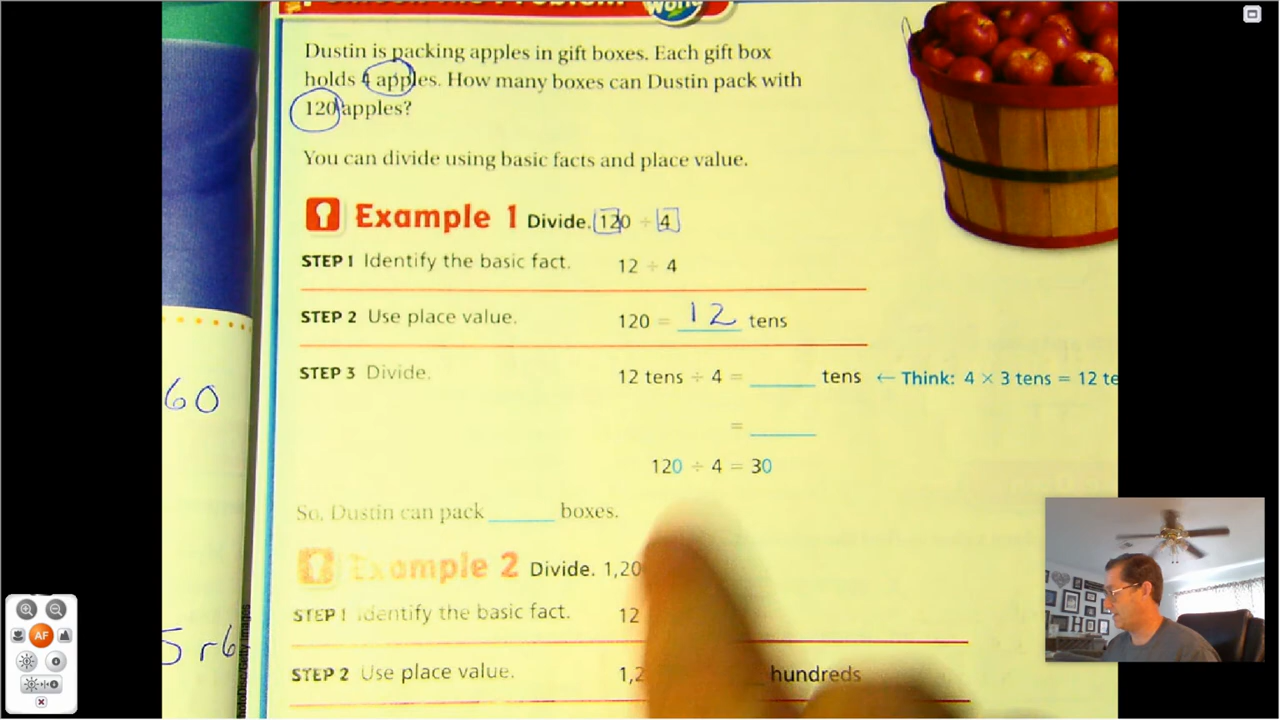 Dustin is packing apples in gift boxes. Each gift box
holds 4 apples. How many boxes can Dustin pack with
120 apples?
You can divide using basic facts and place value.
Example 1 Divide. 120 ÷ 4
STEP 1 Identify the basic fact. 12 ÷ 4
STEP 2 Use place value. 120 = 12 tens
STEP 3 Divide. 12 tens ÷ 4 = ______ tens ← Think: 4 × 3 tens = 12 te
60
= ______
120 ÷ 4 = 30
So, Dustin can pack ______ boxes.
Example 2 Divide. 1,20
STEP 1 Identify the basic fact. 12
5 r6
STEP 2 Use place value. 1,2 hundreds
AF